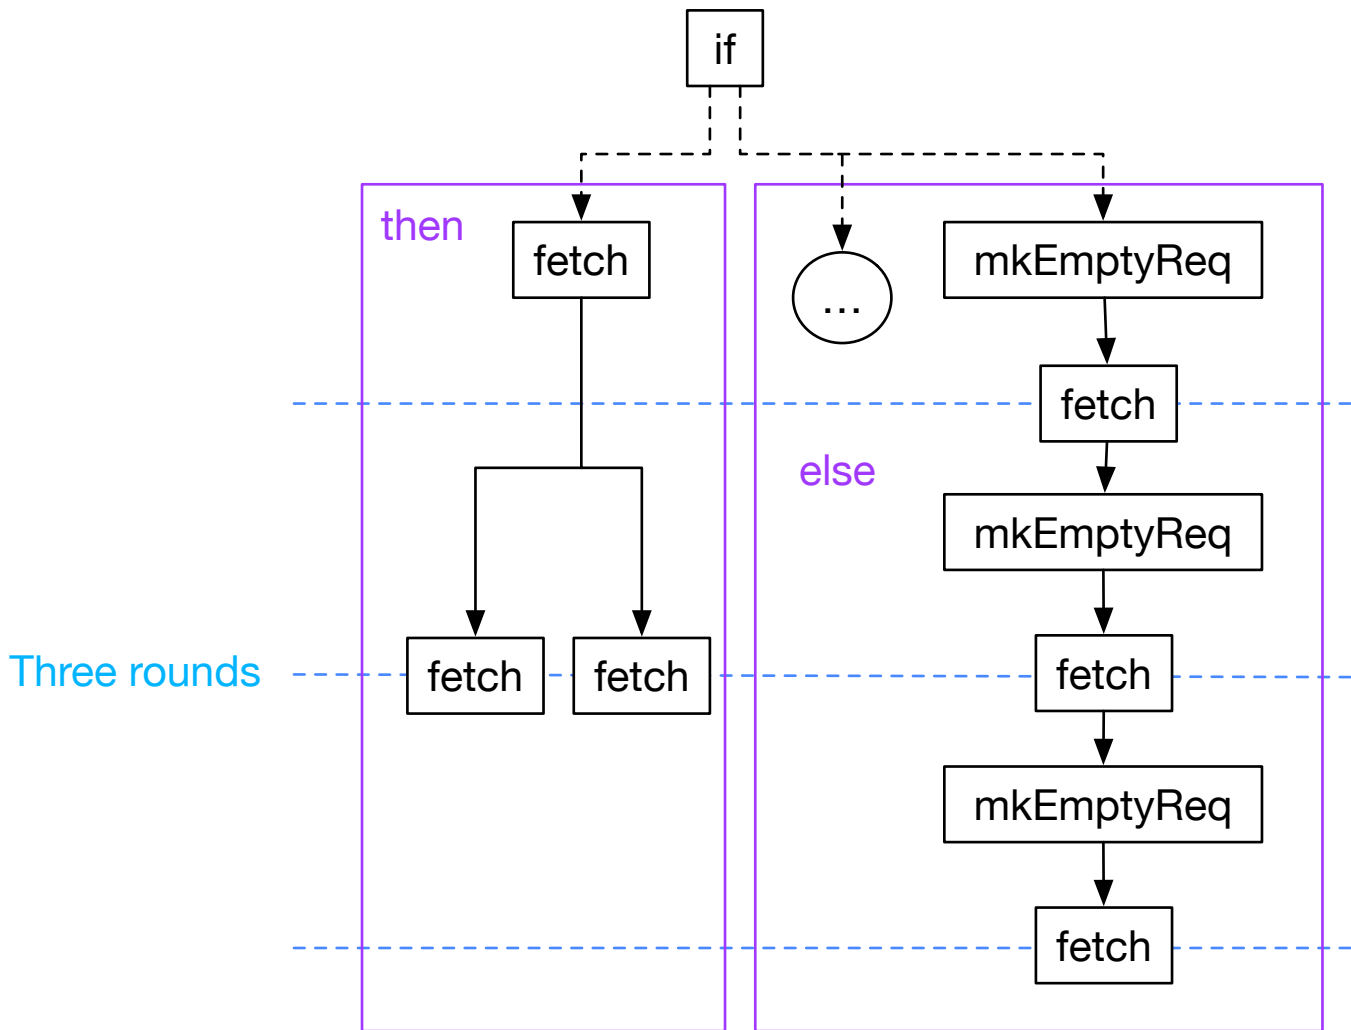 if
then
fetch
mkEmptyReq
...
fetch
else
mkEmptyReq
Three rounds
fetch
fetch
fetch
mkEmptyReq
fetch